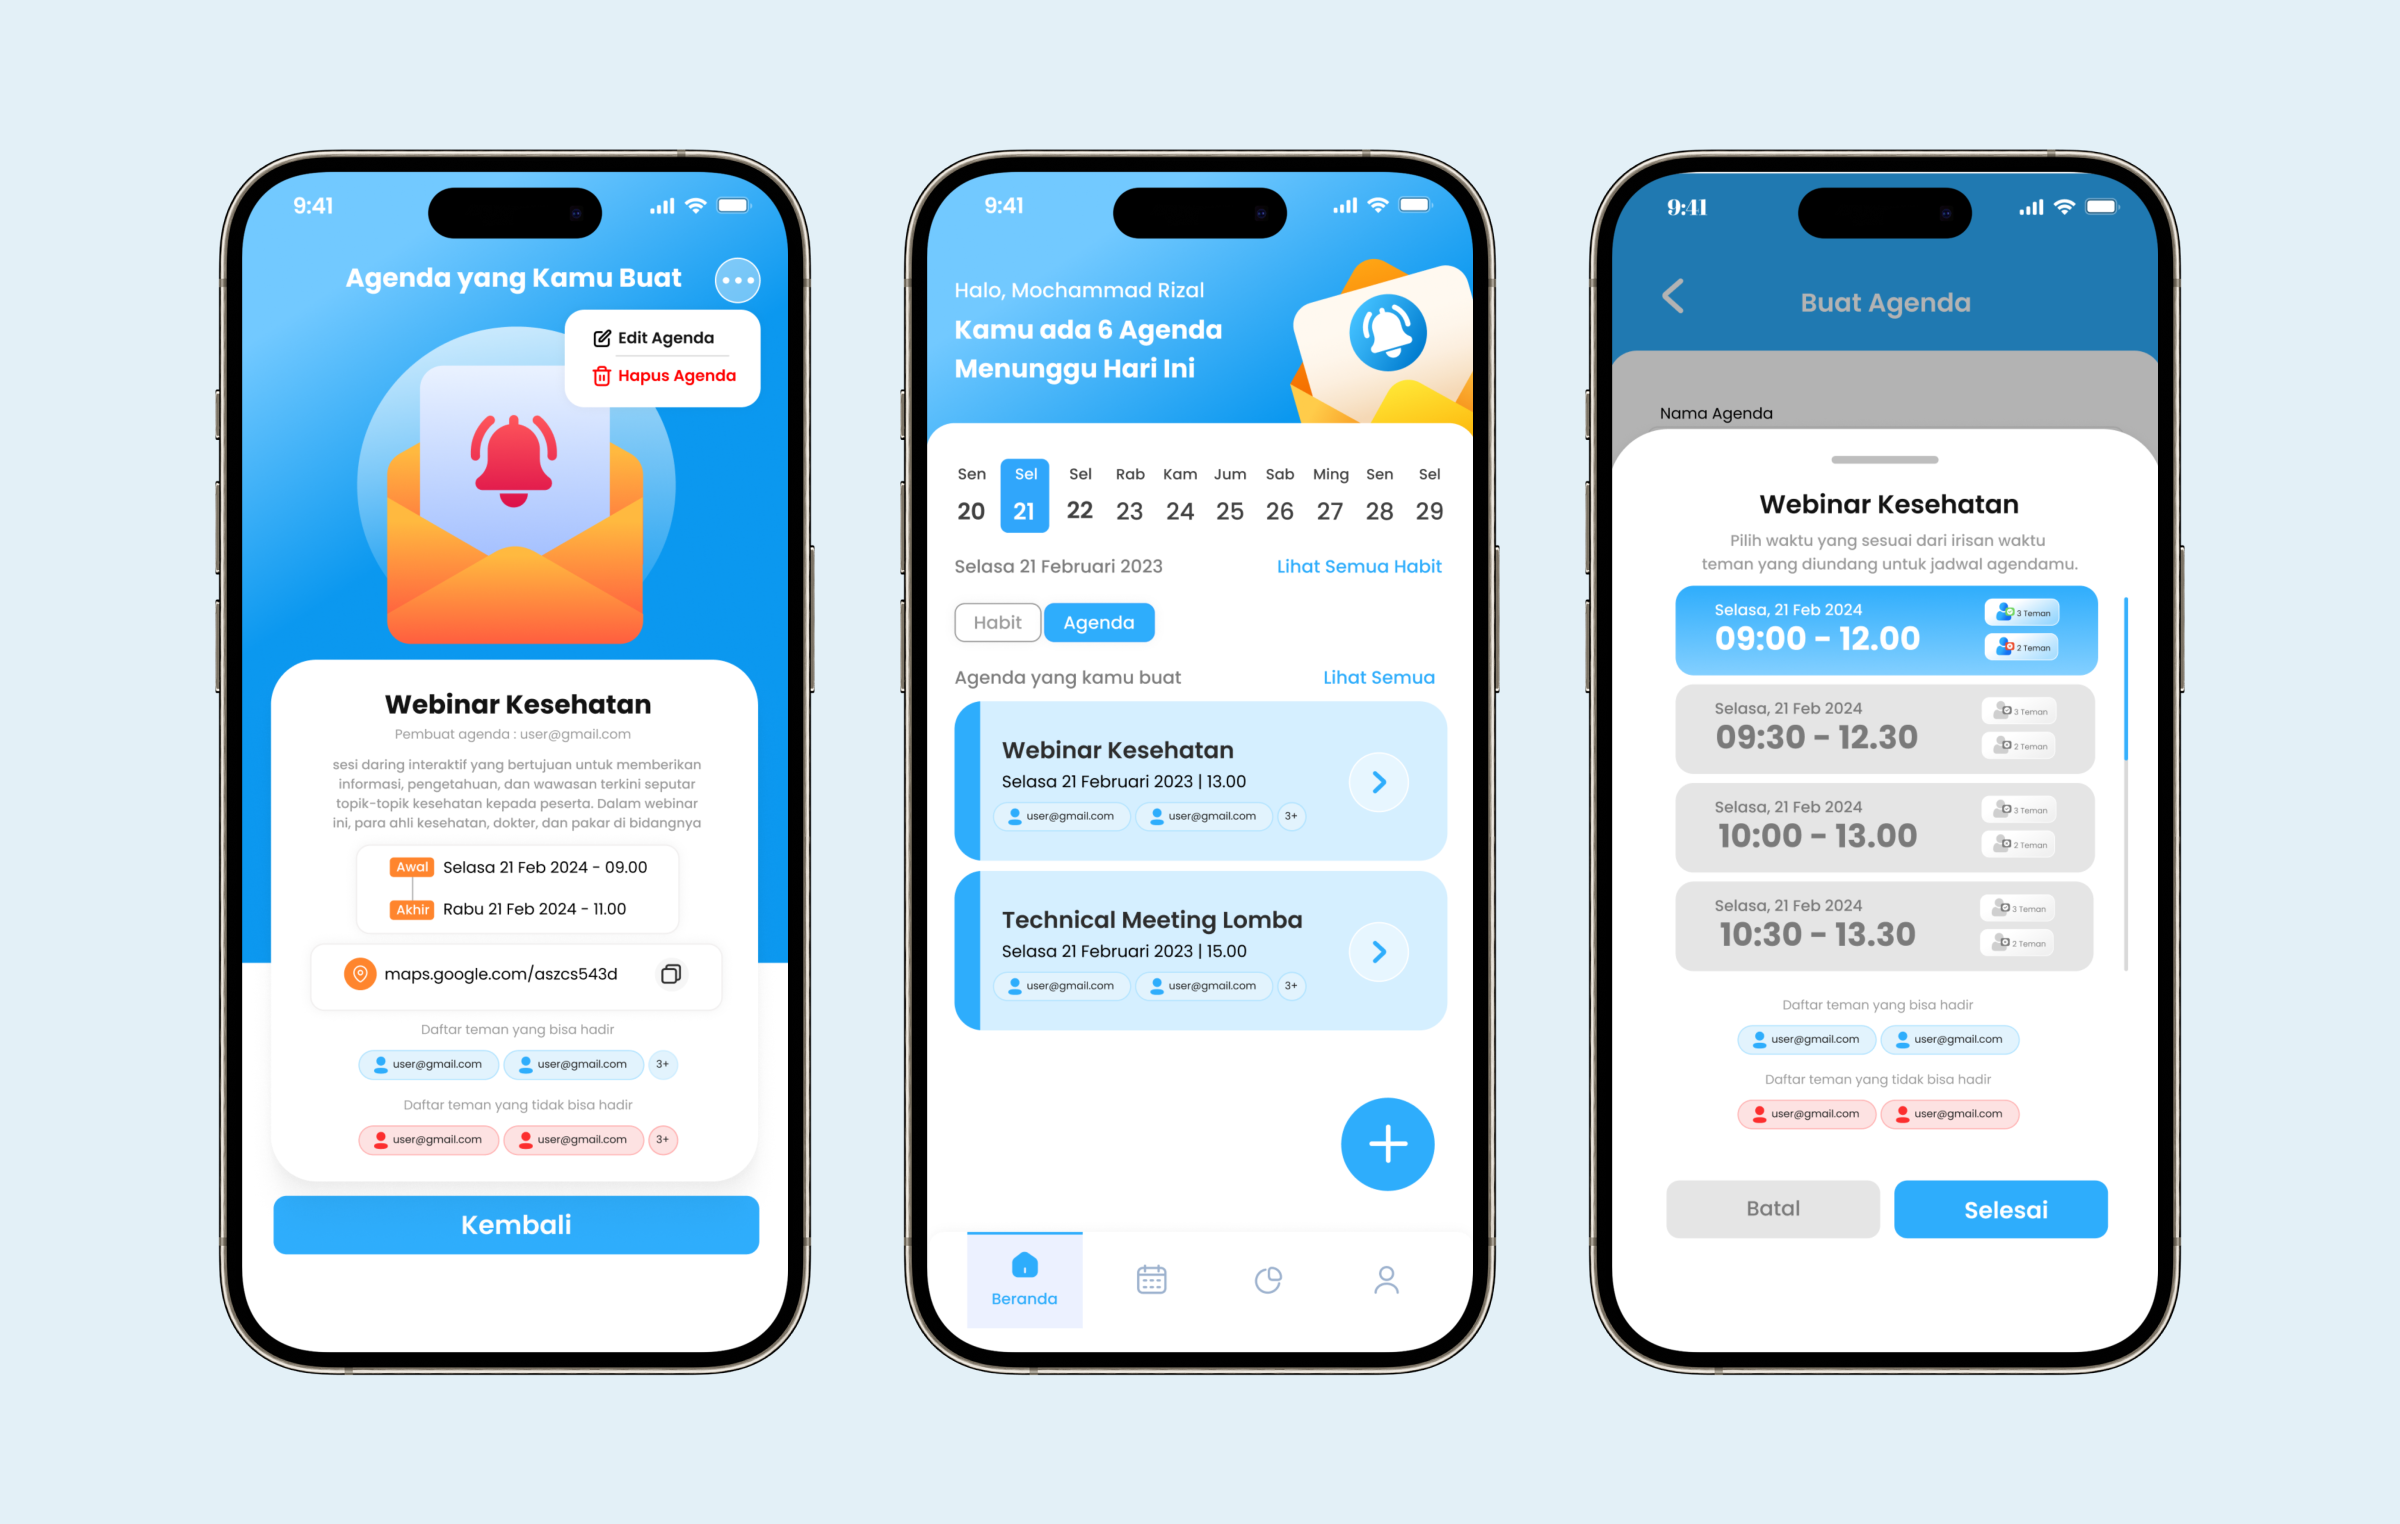 9:41
Agenda yang Kamu Buat
Edit Agenda
Hapus Agenda
Webinar Kesehatan
Pembuat agenda : user@gmail.com
sesi daring interaktif yang bertujuan untuk memberikan
informasi, pengetahuan, dan wawasan terkini seputar
topik-topik kesehatan kepada peserta. Dalam webinar
ini, para ahli kesehatan, dokter, dan pakar di bidangnya
Awal Selasa 21 Feb 2024 - 09.00
Akhir Rabu 21 Feb 2024 - 11.00
maps.google.com/aszcs543d
Daftar teman yang bisa hadir
user@gmail.com user@gmail.com 3+
Daftar teman yang tidak bisa hadir
user@gmail.com user@gmail.com 3+
Kembali
9:41
Halo, Mochammad Rizal
Kamu ada 6 Agenda
Menunggu Hari Ini
Sen Sel Sel Rab Kam Jum Sab Ming Sen Sel
20 21 22 23 24 25 26 27 28 29
Selasa 21 Februari 2023 Lihat Semua Habit
Habit Agenda
Agenda yang kamu buat Lihat Semua
Webinar Kesehatan
Selasa 21 Februari 2023 | 13.00
user@gmail.com user@gmail.com 3+
Technical Meeting Lomba
Selasa 21 Februari 2023 | 15.00
user@gmail.com user@gmail.com 3+
Beranda
9:41
Buat Agenda
Nama Agenda
Webinar Kesehatan
Pilih waktu yang sesuai dari irisan waktu
teman yang diundang untuk jadwal agendamu.
Selasa, 21 Feb 2024 3 Teman
09:00 - 12.00 2 Teman
Selasa, 21 Feb 2024 3 Teman
09:30 - 12.30 2 Teman
Selasa, 21 Feb 2024 3 Teman
10:00 - 13.00 2 Teman
Selasa, 21 Feb 2024 3 Teman
10:30 - 13.30 2 Teman
Daftar teman yang bisa hadir
user@gmail.com user@gmail.com
Daftar teman yang tidak bisa hadir
user@gmail.com user@gmail.com
Batal Selesai